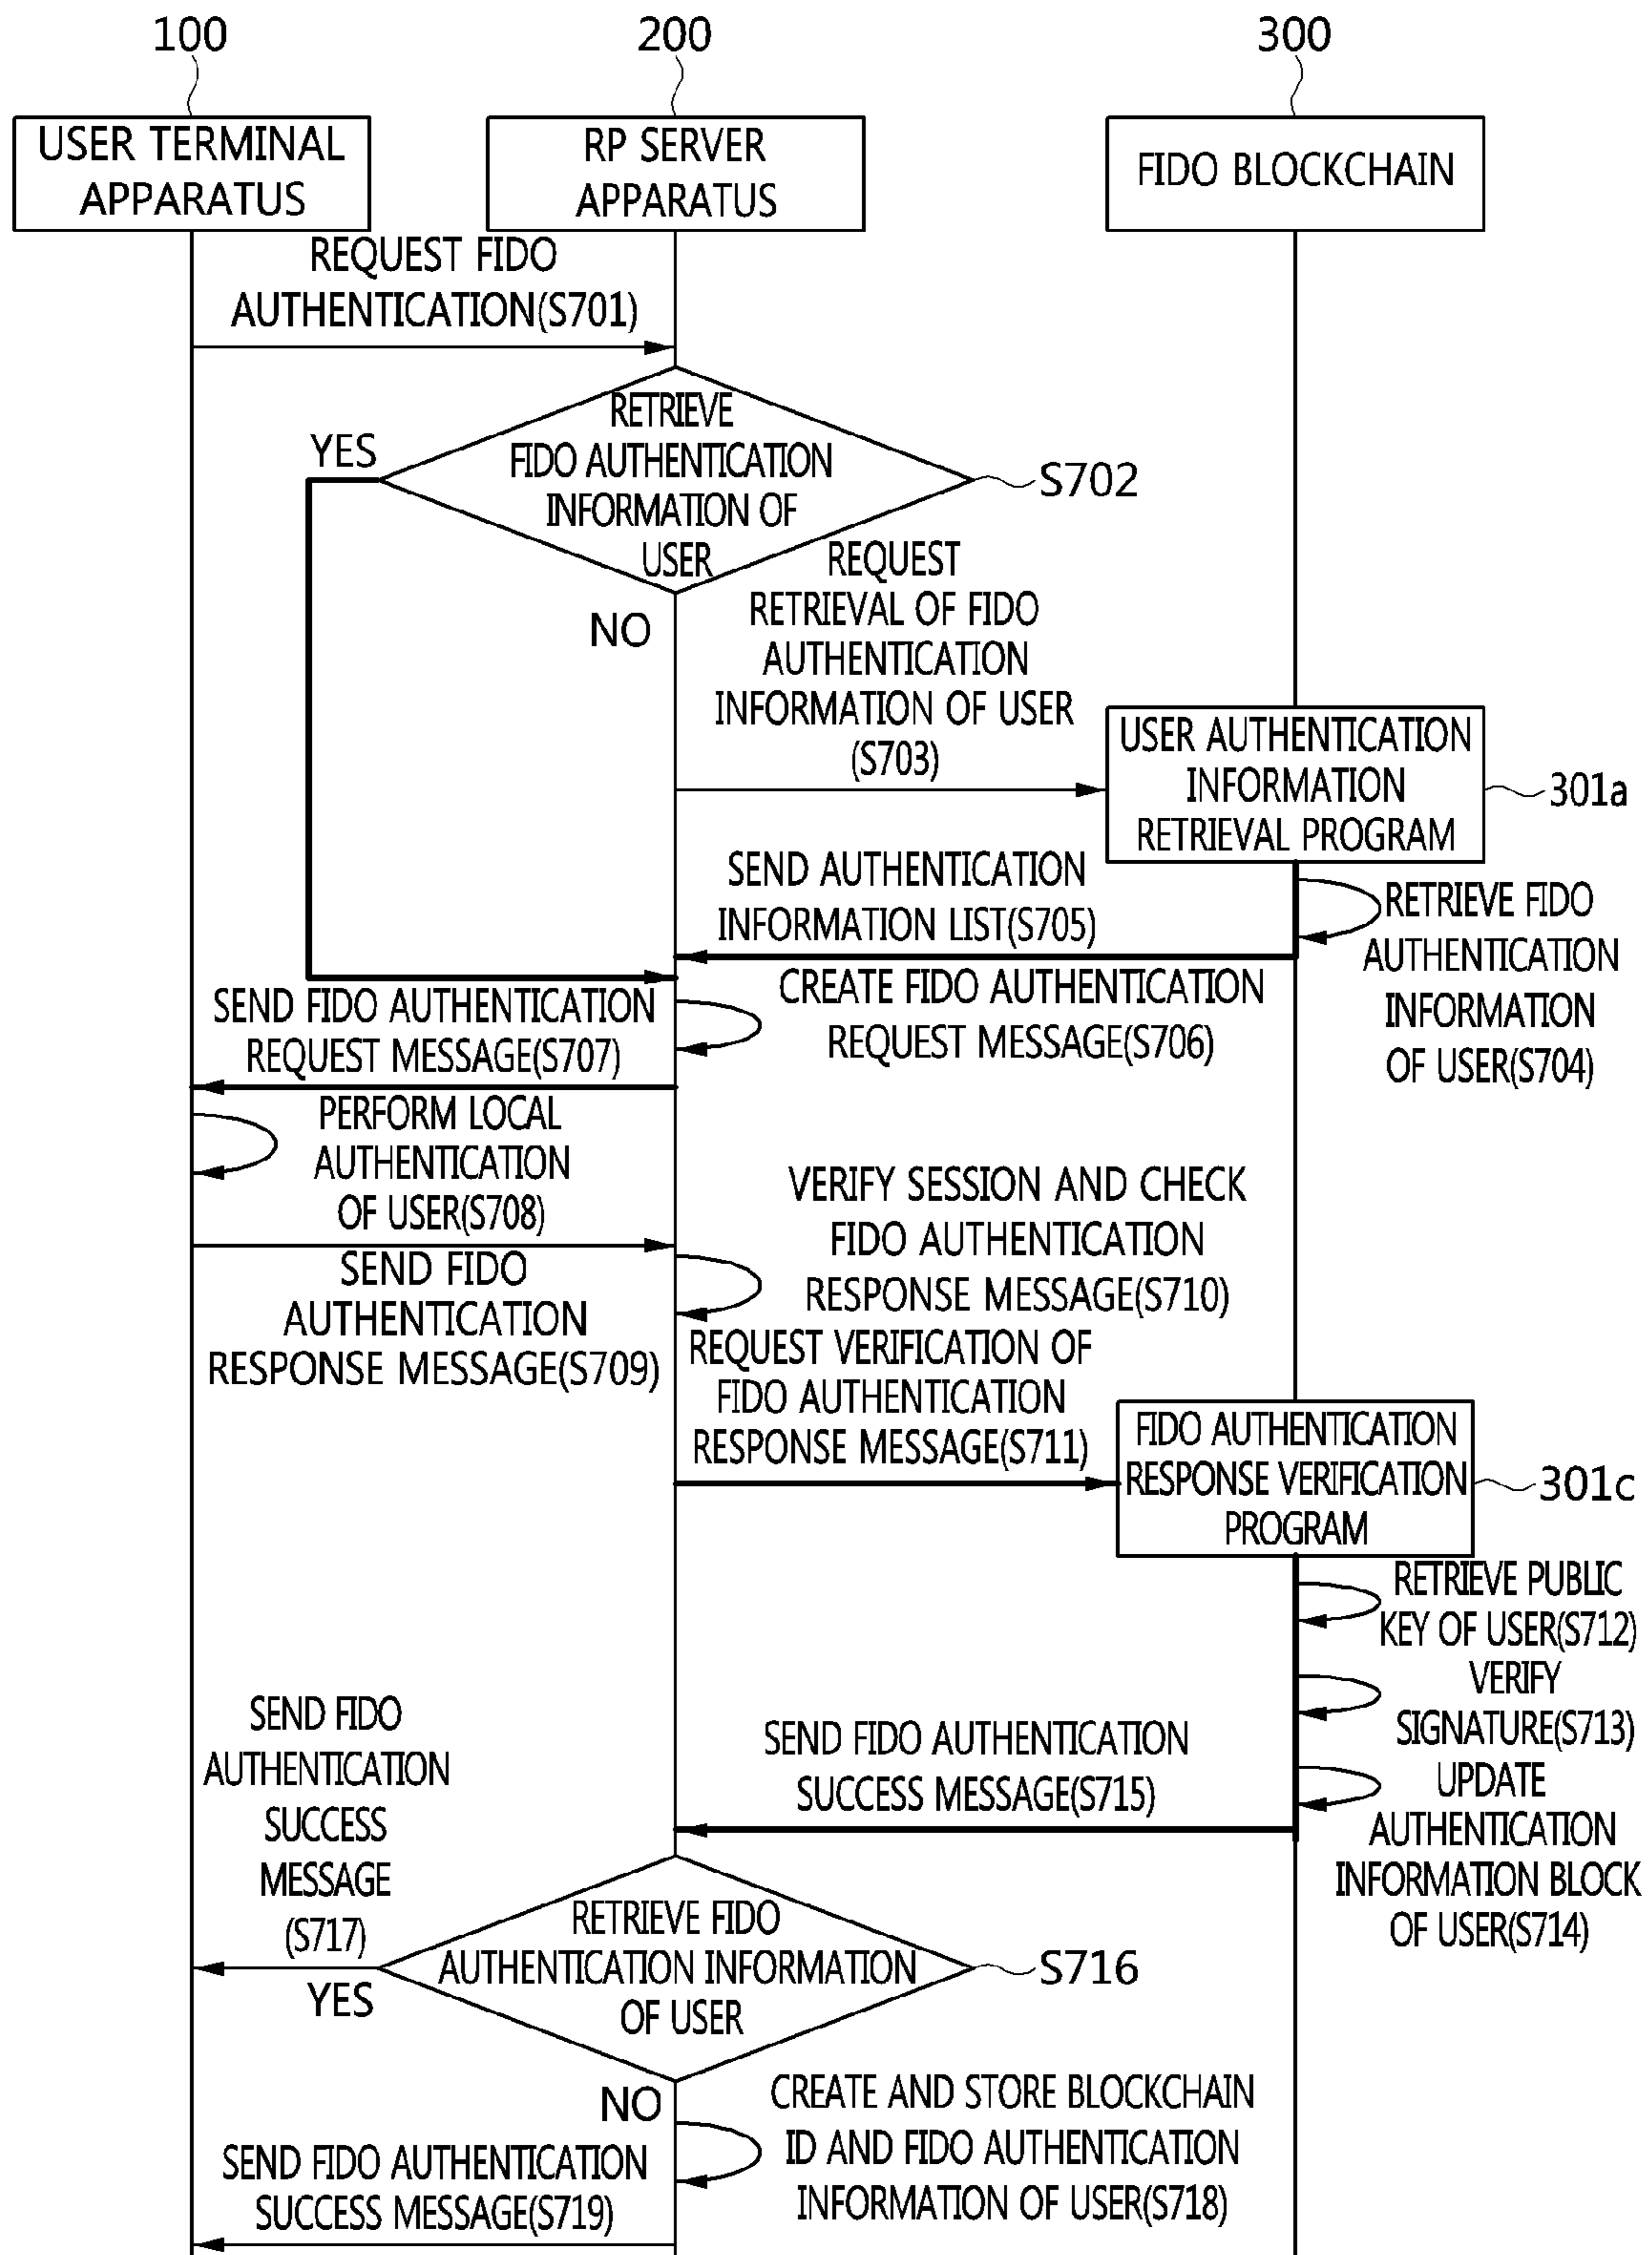 100
200
300
USER TERMINAL
APPARATUS
RP SERVER
APPARATUS
FIDO BLOCKCHAIN
REQUEST FIDO
AUTHENTICATION(S701)
RETRIEVE
FIDO AUTHENTICATION
INFORMATION OF
USER
S702
YES
NO
REQUEST
RETRIEVAL OF FIDO
AUTHENTICATION
INFORMATION OF USER
(S703)
USER AUTHENTICATION
INFORMATION
RETRIEVAL PROGRAM
301a
RETRIEVE FIDO
AUTHENTICATION
INFORMATION
OF USER(S704)
SEND AUTHENTICATION
INFORMATION LIST(S705)
CREATE FIDO AUTHENTICATION
REQUEST MESSAGE(S706)
SEND FIDO AUTHENTICATION
REQUEST MESSAGE(S707)
PERFORM LOCAL
AUTHENTICATION
OF USER(S708)
SEND FIDO
AUTHENTICATION
RESPONSE MESSAGE(S709)
VERIFY SESSION AND CHECK
FIDO AUTHENTICATION
RESPONSE MESSAGE(S710)
REQUEST VERIFICATION OF
FIDO AUTHENTICATION
RESPONSE MESSAGE(S711)
FIDO AUTHENTICATION
RESPONSE VERIFICATION
PROGRAM
301c
RETRIEVE PUBLIC
KEY OF USER(S712)
VERIFY
SIGNATURE(S713)
UPDATE
AUTHENTICATION
INFORMATION BLOCK
OF USER(S714)
SEND FIDO AUTHENTICATION
SUCCESS MESSAGE(S715)
RETRIEVE FIDO
AUTHENTICATION INFORMATION
OF USER
S716
SEND FIDO
AUTHENTICATION
SUCCESS
MESSAGE
(S717)
YES
NO
CREATE AND STORE BLOCKCHAIN
ID AND FIDO AUTHENTICATION
INFORMATION OF USER(S718)
SEND FIDO AUTHENTICATION
SUCCESS MESSAGE(S719)